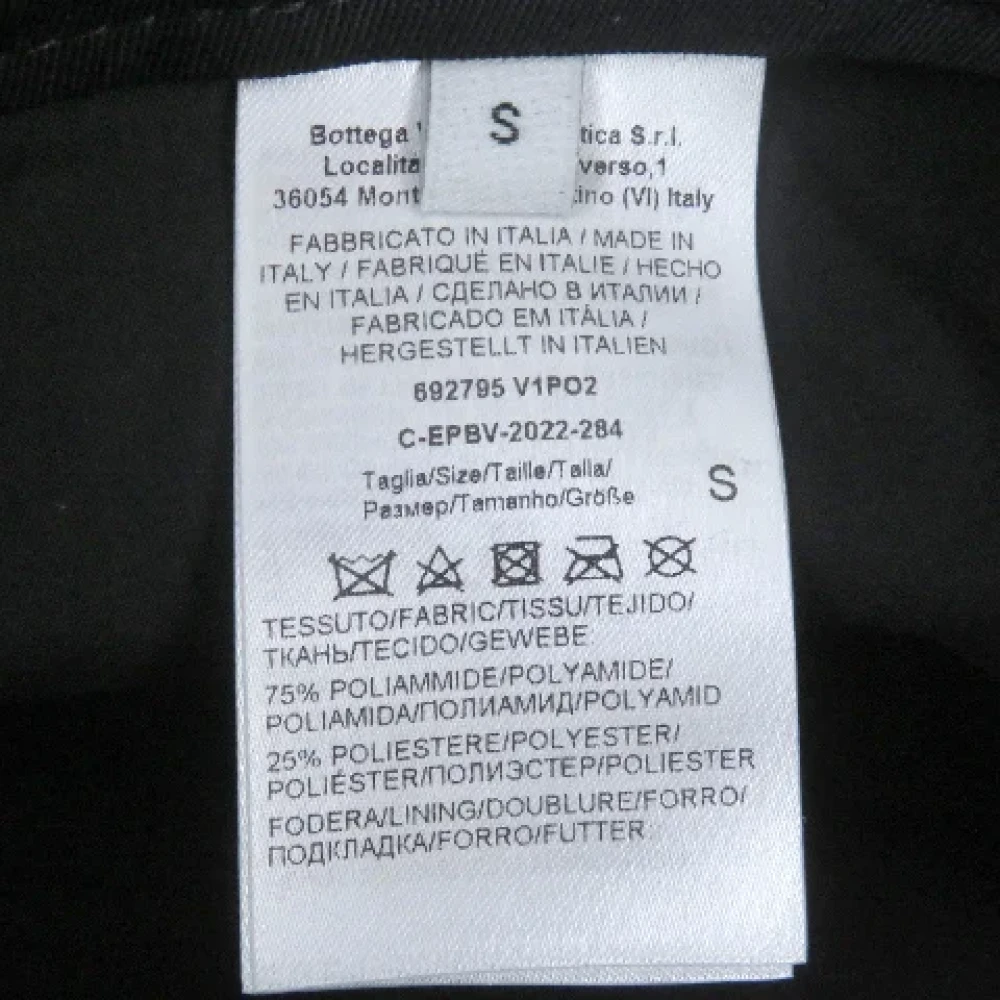 S
Bottega tica S.r.l.
Localita verso,1
36054 Mont ino (VI) Italy
FABBRICATO IN ITALIA / MADE IN
ITALY / FABRIQUÉ EN ITALIE / HECHO
EN ITALIA / СДЕЛАНО В ИТАЛИИ /
FABRICADO EM ITÁLIA /
HERGESTELLT IN ITALIEN
692795 V1PO2
C-EPBV-2022-284
Taglia/Size/Taille/Talla/
Размер/Tamanho/Größe S
TESSUTO/FABRIC/TISSU/TEJIDO/
ТКАНЬ/TECIDO/GEWEBE:
75% POLIAMMIDE/POLYAMIDE/
POLIAMIDA/ПОЛИАМИД/POLYAMID
25% POLIESTERE/POLYESTER/
POLIÉSTER/ПОЛИЭСТЕР/POLIESTER
FODERA/LINING/DOUBLURE/FORRO/
ПОДКЛАДКА/FORRO/FUTTER: